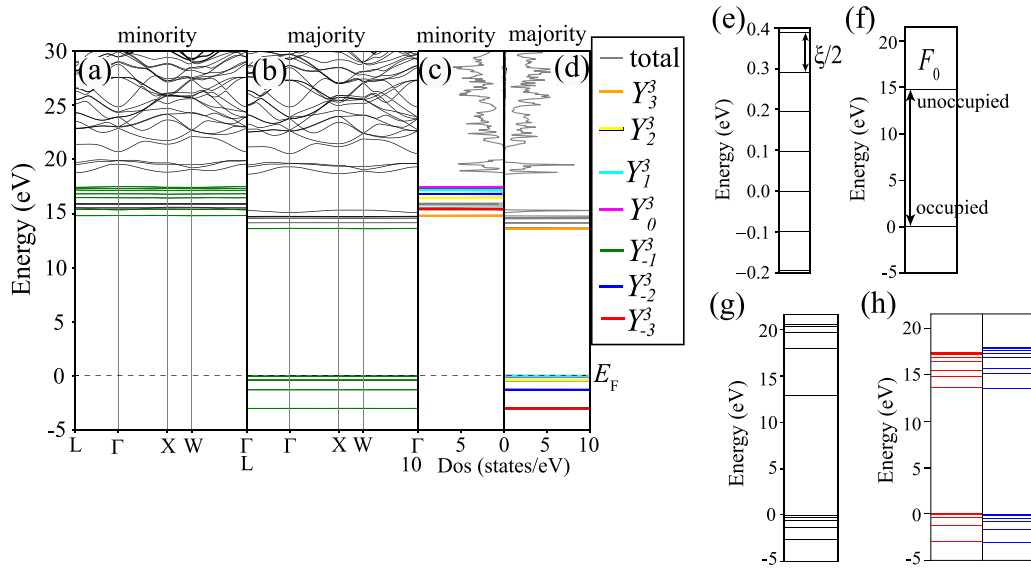 minority majority minority majority
(a) (b) (c) (d)
30
25
20
15
10
5
0
-5
Energy (eV)
L Γ X W Γ
L Γ X W Γ
10 5 0 5 10
Dos (states/eV)
E_F
total
Y_3^3
Y_2^3
Y_1^3
Y_0^3
Y_-1^3
Y_-2^3
Y_-3^3
(e)
0.4
0.3
0.2
0.1
0.0
−0.1
−0.2
Energy (eV)
ξ/2
(f)
20
15
10
5
0
-5
Energy (eV)
F_0
unoccupied
occupied
(g)
20
15
10
5
0
-5
Energy (eV)
(h)
20
15
10
5
0
-5
Energy (eV)